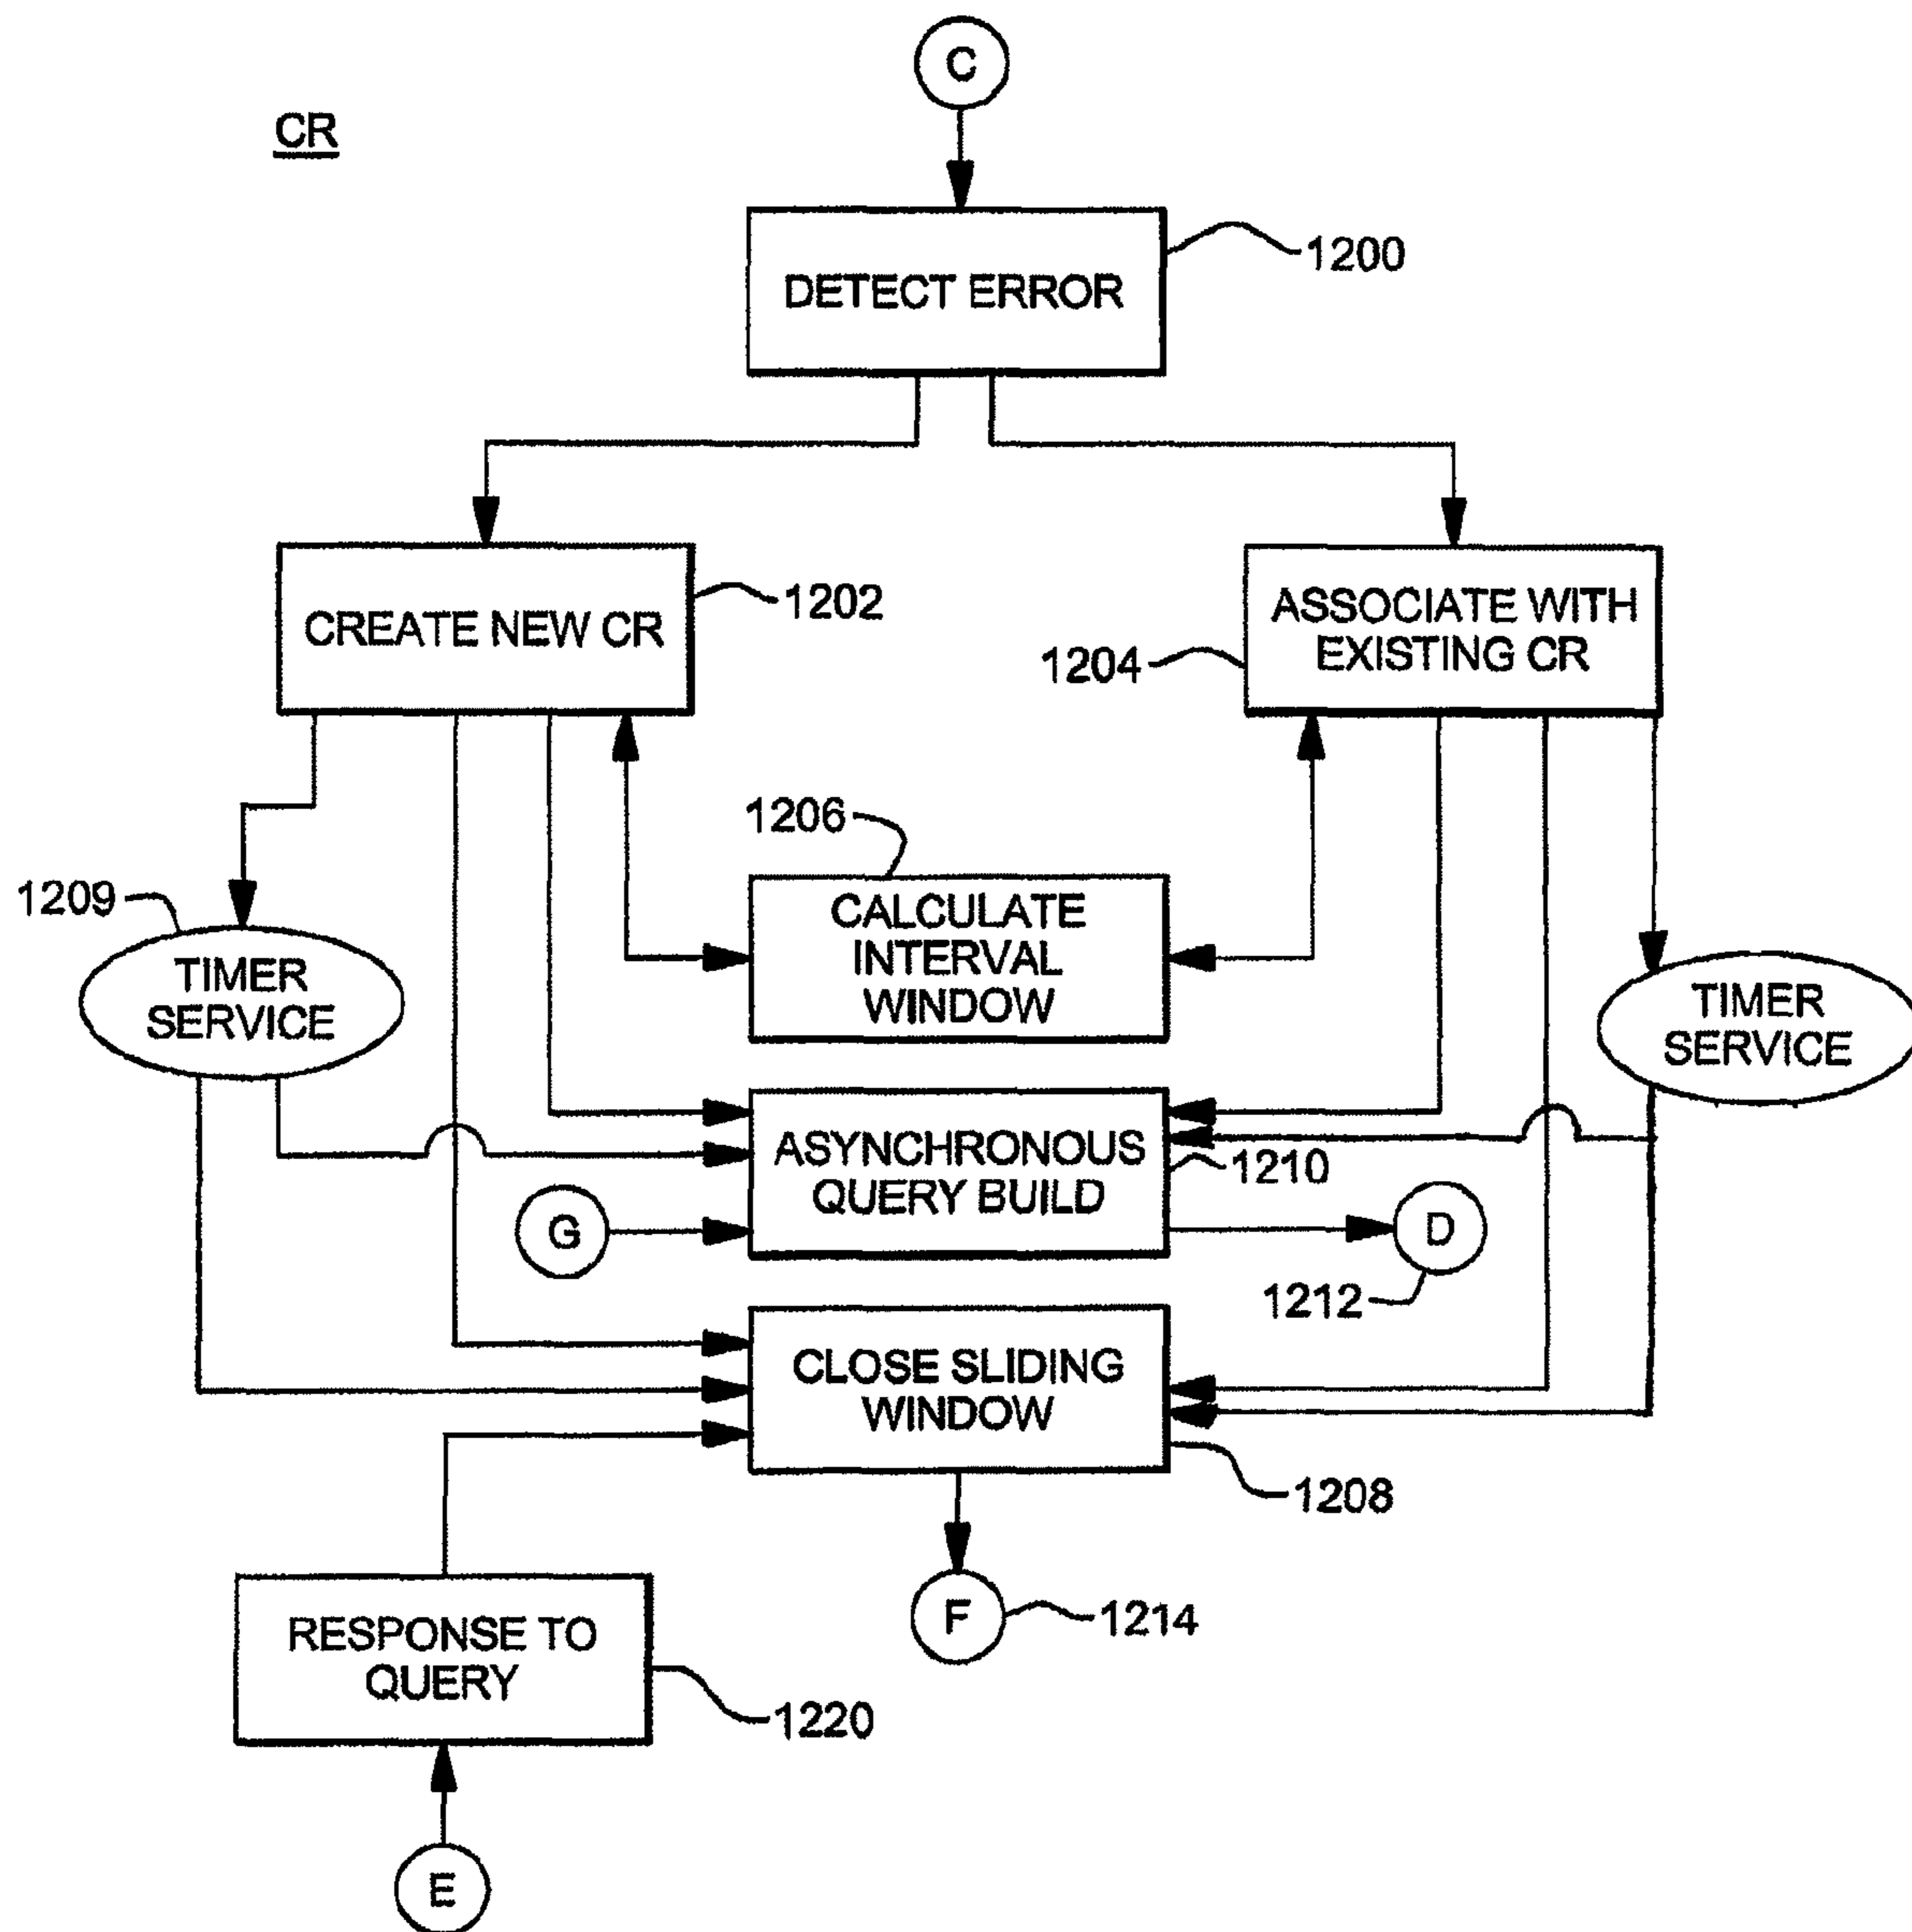 C
CR
1200
DETECT ERROR
CREATE NEW CR
1202
ASSOCIATE WITH
EXISTING CR
1204
1206
CALCULATE
INTERVAL
WINDOW
1209
TIMER
SERVICE
TIMER
SERVICE
ASYNCHRONOUS
QUERY BUILD
1210
G
D
1212
CLOSE SLIDING
WINDOW
1208
F
1214
RESPONSE TO
QUERY
1220
E